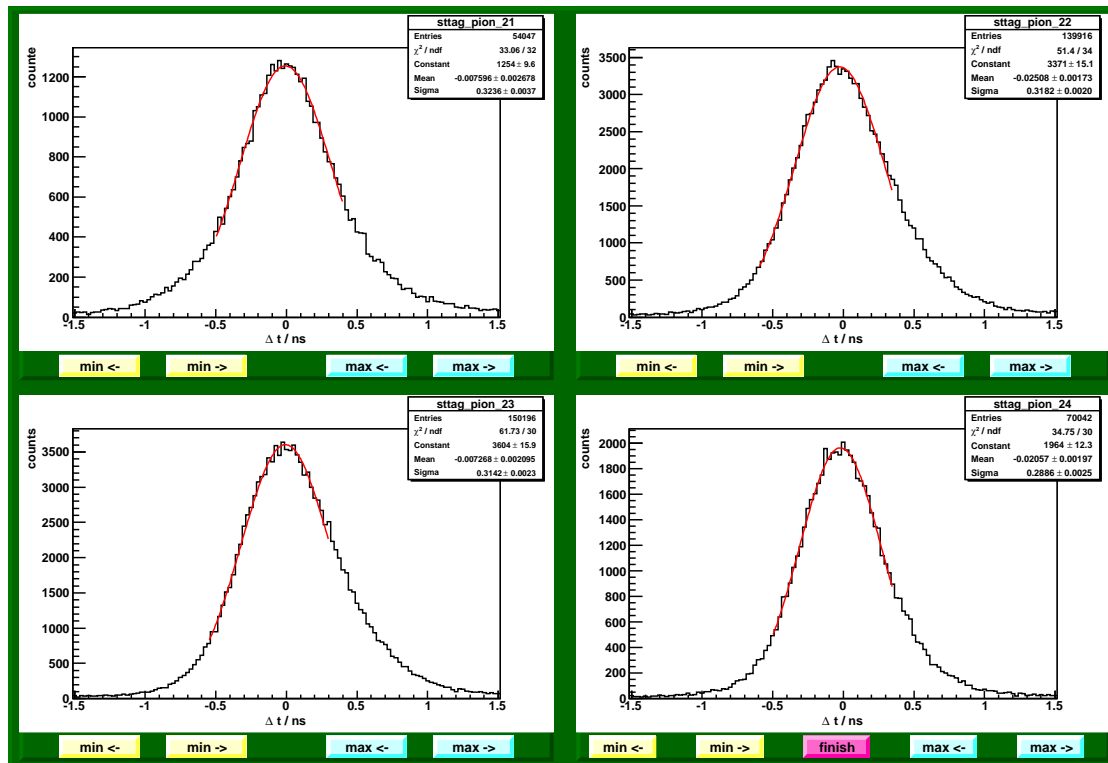 sttag_pion_21
Entries 54047
χ² / ndf 33.06 / 32
Constant 1254 ± 9.6
Mean -0.007596 ± 0.002678
Sigma 0.3236 ± 0.0037
counte
1200
1000
800
600
400
200
0
-1.5 -1 -0.5 0 0.5 1 1.5
Δ t / ns
min <- min -> max <- max ->
sttag_pion_22
Entries 139916
χ² / ndf 51.4 / 34
Constant 3371 ± 15.1
Mean -0.02508 ± 0.00173
Sigma 0.3182 ± 0.0020
counts
3500
3000
2500
2000
1500
1000
500
0
-1.5 -1 -0.5 0 0.5 1 1.5
Δ t / ns
min <- min -> max <- max ->
sttag_pion_23
Entries 150196
χ² / ndf 61.73 / 30
Constant 3604 ± 15.9
Mean -0.007268 ± 0.002095
Sigma 0.3142 ± 0.0023
counts
3500
3000
2500
2000
1500
1000
500
0
-1.5 -1 -0.5 0 0.5 1 1.5
Δ t / ns
min <- min -> max <- max ->
sttag_pion_24
Entries 70042
χ² / ndf 34.75 / 30
Constant 1964 ± 12.3
Mean -0.02057 ± 0.00197
Sigma 0.2886 ± 0.0025
counts
2000
1800
1600
1400
1200
1000
800
600
400
200
0
-1.5 -1 -0.5 0 0.5 1 1.5
Δ t / ns
min <- min -> finish max <- max ->